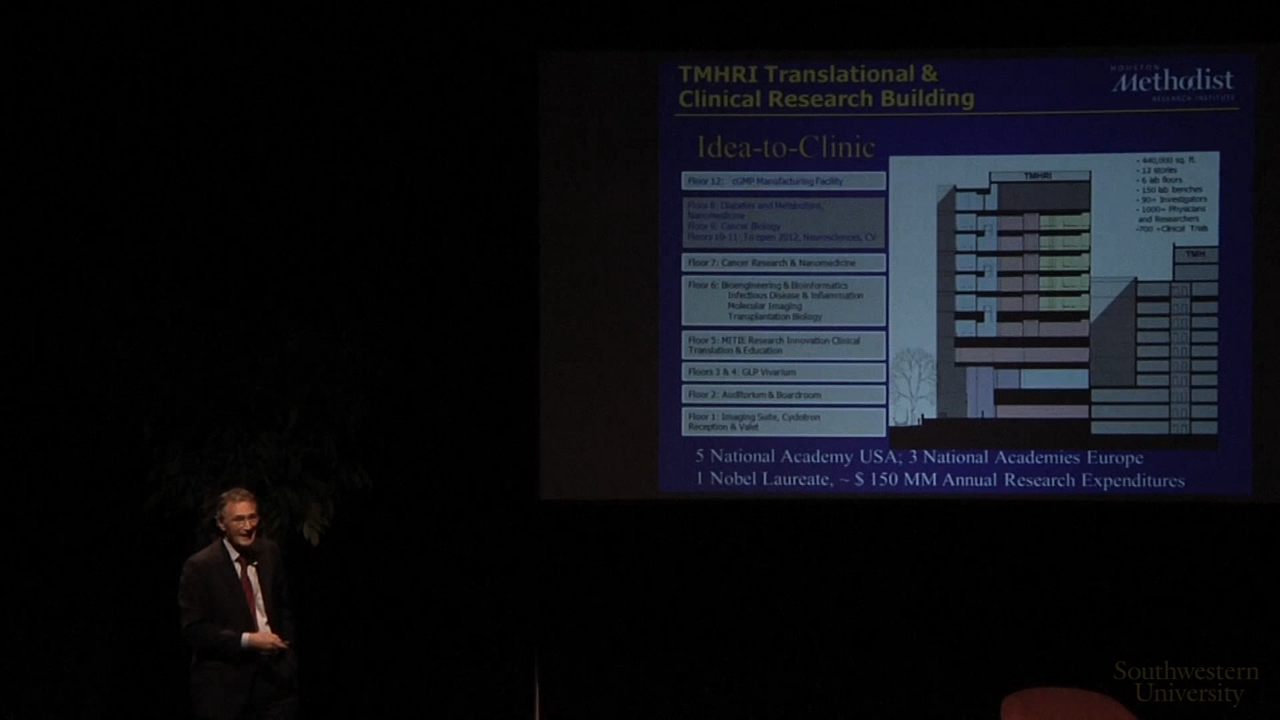 TMHRI Translational &
Clinical Research Building
HOUSTON
Methodist
RESEARCH INSTITUTE
Idea-to-Clinic
Floor 12: cGMP Manufacturing Facility
Floor 8: Diabetes and Metabolism,
Nanomedicine
Floor 9: Cancer Biology
Floors 10-11: To open 2012, Neurosciences, CV
Floor 7: Cancer Research & Nanomedicine
Floor 6: Bioengineering & Bioinformatics
Infectious Disease & Inflammation
Molecular Imaging
Transplantation Biology
Floor 5: MITIE Research Innovation Clinical
Translation & Education
Floors 3 & 4: GLP Vivarium
Floor 2: Auditorium & Boardroom
Floor 1: Imaging Suite, Cyclotron
Reception & Valet
TMHRI
- 440,000 sq. ft.
- 12 stories
- 6 lab floors
- 150 lab benches
- 90+ Investigators
- 1000+ Physicians
and Researchers
-700 +Clinical Trials
TMH
5 National Academy USA; 3 National Academies Europe
1 Nobel Laureate, ~ $ 150 MM Annual Research Expenditures
Southwestern
University